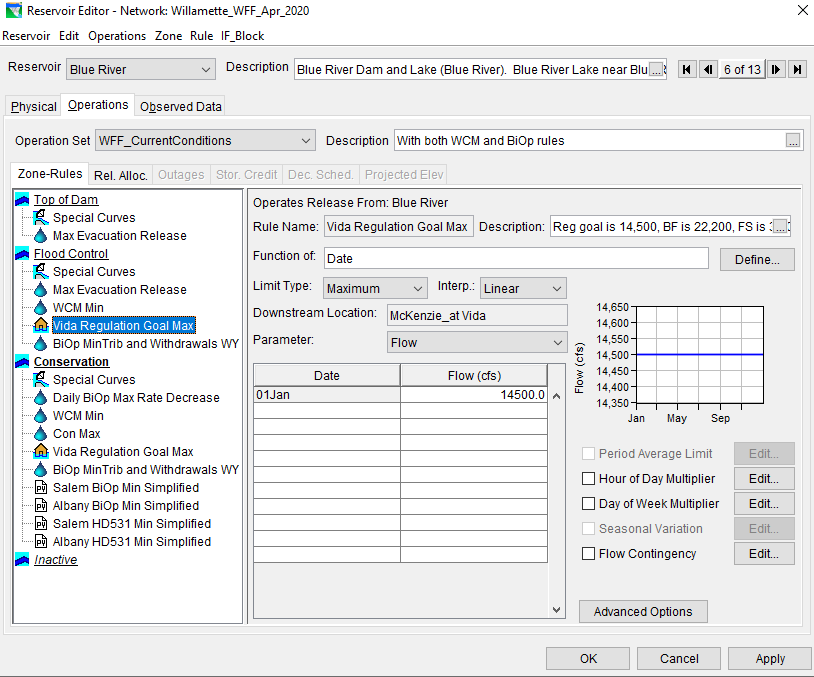 Reservoir Editor - Network: Willamette_WFF_Apr_2020
Reservoir Edit Operations Zone Rule IF_Block
Reservoir Blue River Description Blue River Dam and Lake (Blue River). Blue River Lake near Blu ... 6 of 13
Physical Operations Observed Data
Operation Set WFF_CurrentConditions Description With both WCM and BiOp rules ...
Zone-Rules Rel. Alloc. Outages Stor. Credit Dec. Sched. Projected Elev
Top of Dam
Special Curves
Max Evacuation Release
Flood Control
Special Curves
Max Evacuation Release
WCM Min
Vida Regulation Goal Max
BiOp MinTrib and Withdrawals WY
Conservation
Special Curves
Daily BiOp Max Rate Decrease
WCM Min
Con Max
Vida Regulation Goal Max
BiOp MinTrib and Withdrawals WY
Salem BiOp Min Simplified
Albany BiOp Min Simplified
Salem HD531 Min Simplified
Albany HD531 Min Simplified
Inactive
Operates Release From: Blue River
Rule Name: Vida Regulation Goal Max Description: Reg goal is 14,500, BF is 22,200, FS is ...
Function of: Date Define...
Limit Type: Maximum Interp.: Linear
Downstream Location: McKenzie_at Vida
Parameter: Flow
Date Flow (cfs)
01Jan 14500.0
Flow (cfs)
14,650
14,600
14,550
14,500
14,450
14,400
14,350
Jan May Sep
Period Average Limit Edit...
Hour of Day Multiplier Edit...
Day of Week Multiplier Edit...
Seasonal Variation Edit...
Flow Contingency Edit...
Advanced Options
OK Cancel Apply